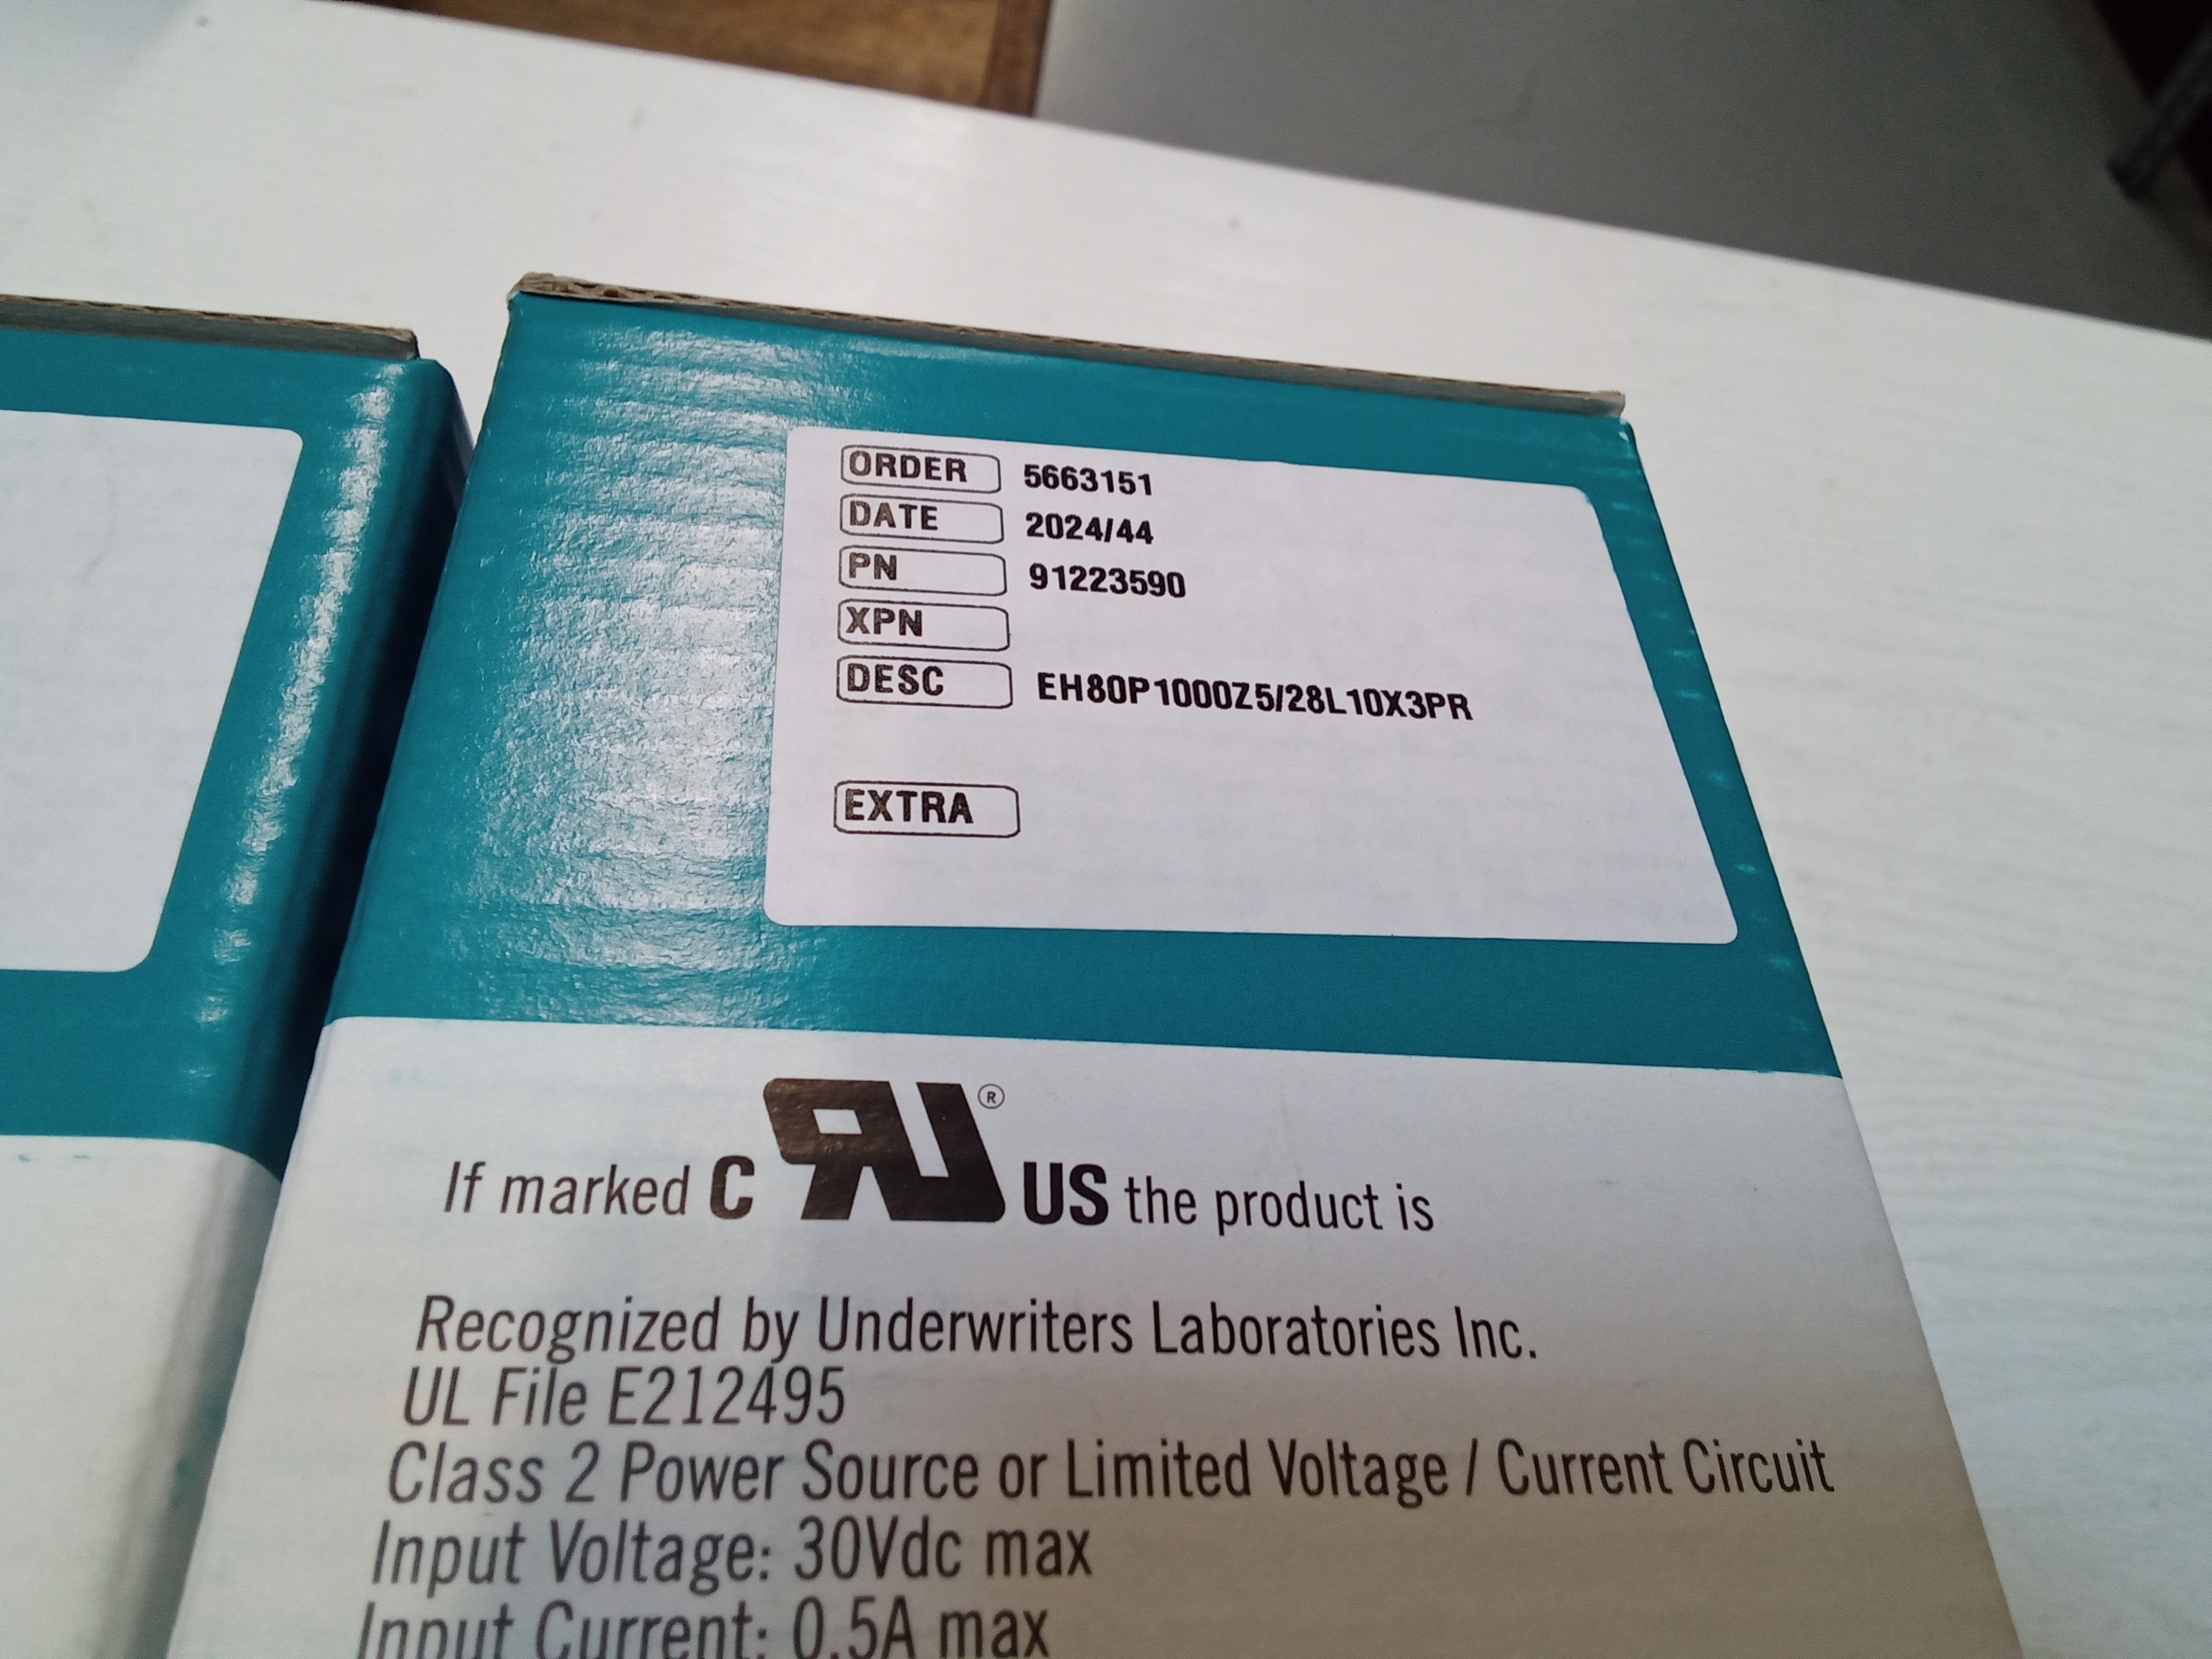 ORDER 5663151
DATE 2024/44
PN 91223590
XPN
DESC EH80P1000Z5/28L10X3PR
EXTRA
If marked C RU® US the product is
Recognized by Underwriters Laboratories Inc.
UL File E212495
Class 2 Power Source or Limited Voltage / Current Circuit
Input Voltage: 30Vdc max
Input Current: 0.5A max